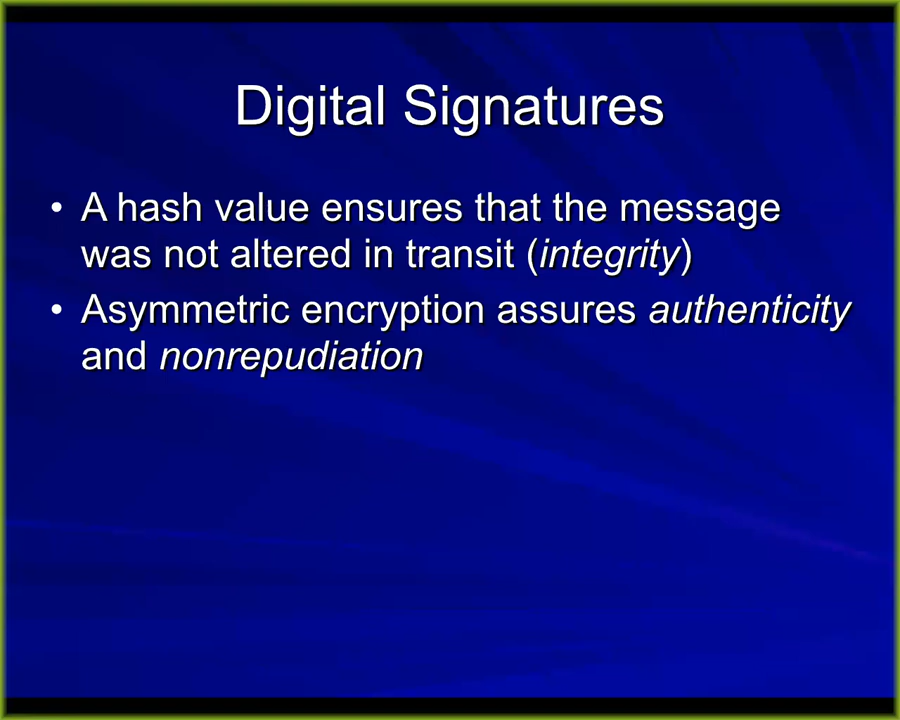 Digital Signatures
• A hash value ensures that the message
was not altered in transit (integrity)
• Asymmetric encryption assures authenticity
and nonrepudiation